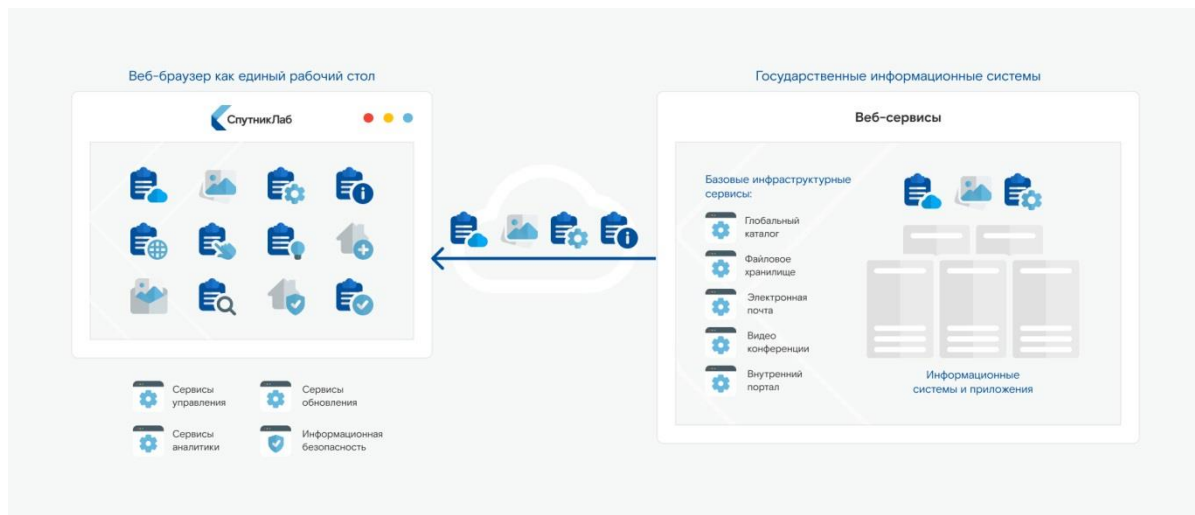 Веб-браузер как единый рабочий стол
СпутникЛаб
Сервисы
управления
Сервисы
обновления
Сервисы
аналитики
Информационная
безопасность
Государственные информационные системы
Веб-сервисы
Базовые инфраструктурные
сервисы:
Глобальный
каталог
Файловое
хранилище
Электронная
почта
Видео
конференции
Внутренний
портал
Информационные
системы и приложения